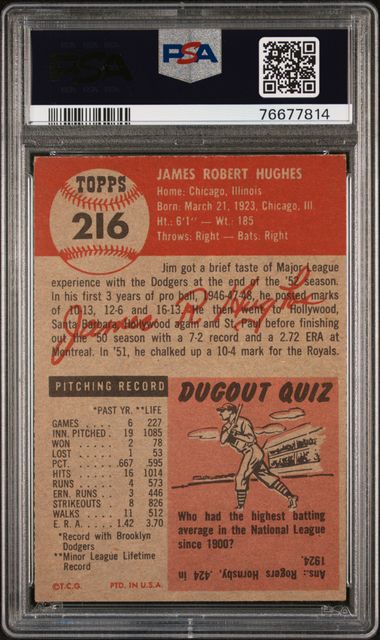 PSA
PSA
76677814
TOPPS
216
JAMES ROBERT HUGHES
Home: Chicago, Illinois
Born: March 21, 1923, Chicago, Ill.
Ht.: 6'1" — Wt.: 185
Throws: Right — Bats: Right
Jim got a brief taste of Major League
experience with the Dodgers at the end of the '52 season.
In his first 3 years of pro ball, 1946-47-48, he posted marks
of 13, 12-6 and 16-13. He then went to Hollywood,
Santa Barbara, Hollywood again and St. Paul before finishing
out the '50 season with a 7-2 record and a 2.72 ERA at
Montreal. In '51, he chalked up a 10-4 mark for the Royals.
James R. Hughes
PITCHING RECORD
*PAST YR. **LIFE
GAMES 6 227
INN. PITCHED 19 1085
WON 2 78
LOST 1 53
PCT. .667 .595
HITS 16 1014
RUNS 4 573
ERN. RUNS 3 446
STRIKEOUTS 8 826
WALKS 11 512
E. R. A. 1.42 3.70
*Record with Brooklyn
Dodgers
**Minor League Lifetime
Record
©T.C.G. PTD. IN U.S.A.
DUGOUT QUIZ
Who had the highest batting
average in the National League
since 1900?
Ans.: Rogers Hornsby, .424 in
1924.